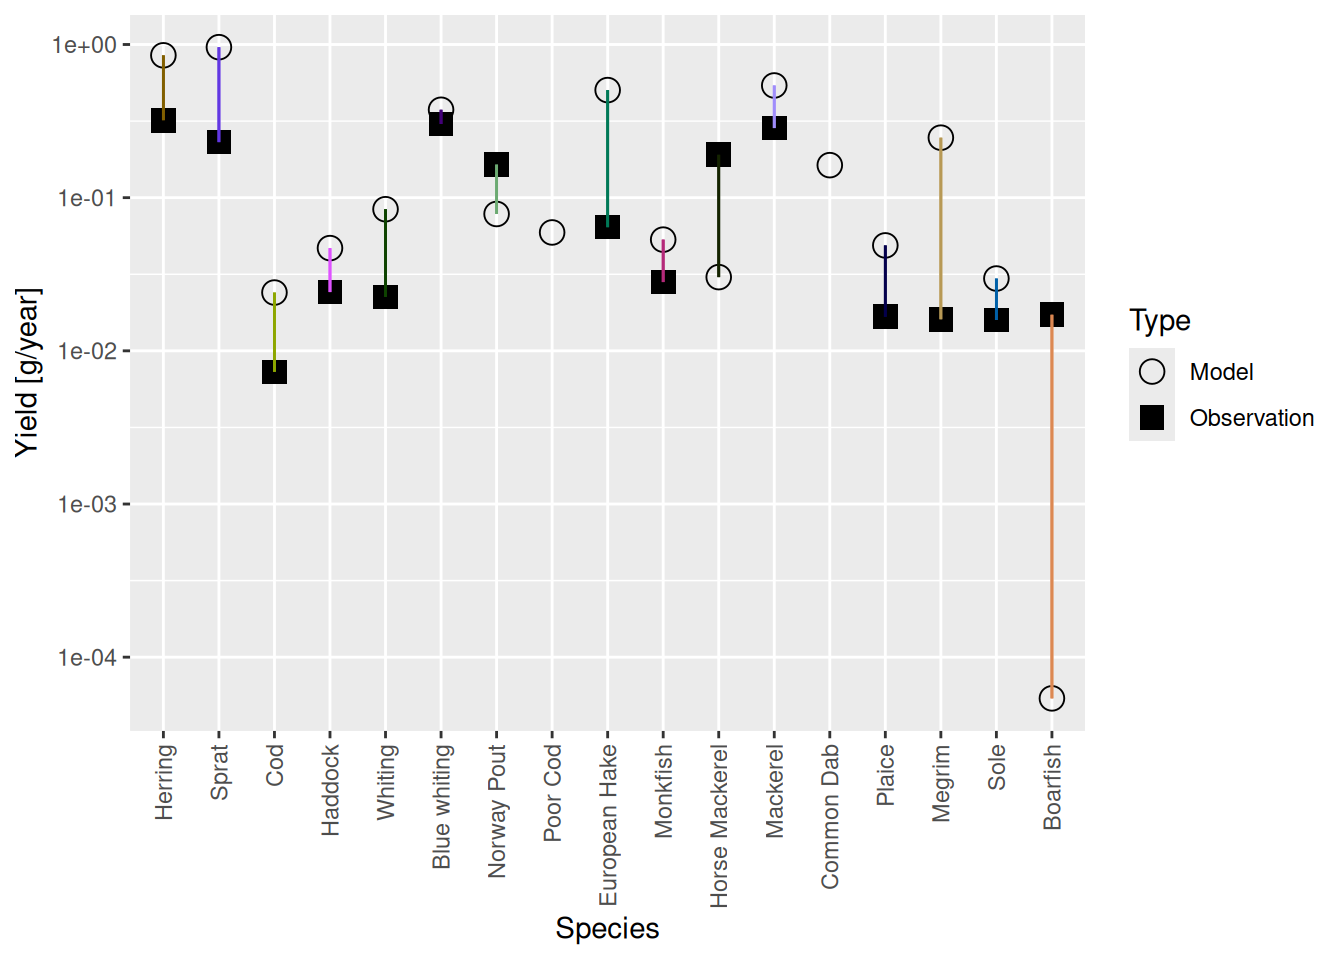 1e+00
1e-01
1e-02
1e-03
1e-04
Yield [g/year]
Herring
Sprat
Cod
Haddock
Whiting
Blue whiting
Norway Pout
Poor Cod
European Hake
Monkfish
Horse Mackerel
Mackerel
Common Dab
Plaice
Megrim
Sole
Boarfish
Species
Type
Model
Observation